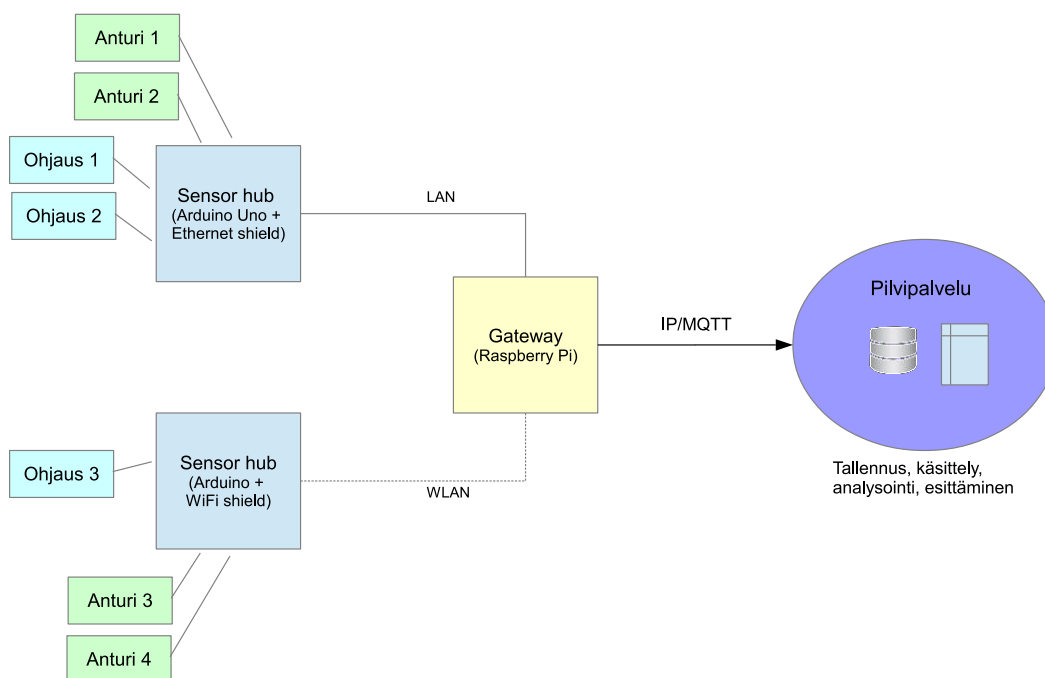 Anturi 1
Anturi 2
Ohjaus 1
Ohjaus 2
Sensor hub
(Arduino Uno +
Ethernet shield)
LAN
Gateway
(Raspberry Pi)
IP/MQTT
Pilvipalvelu
Tallennus, käsittely,
analysointi, esittäminen
Ohjaus 3
Sensor hub
(Arduino +
WiFi shield)
WLAN
Anturi 3
Anturi 4